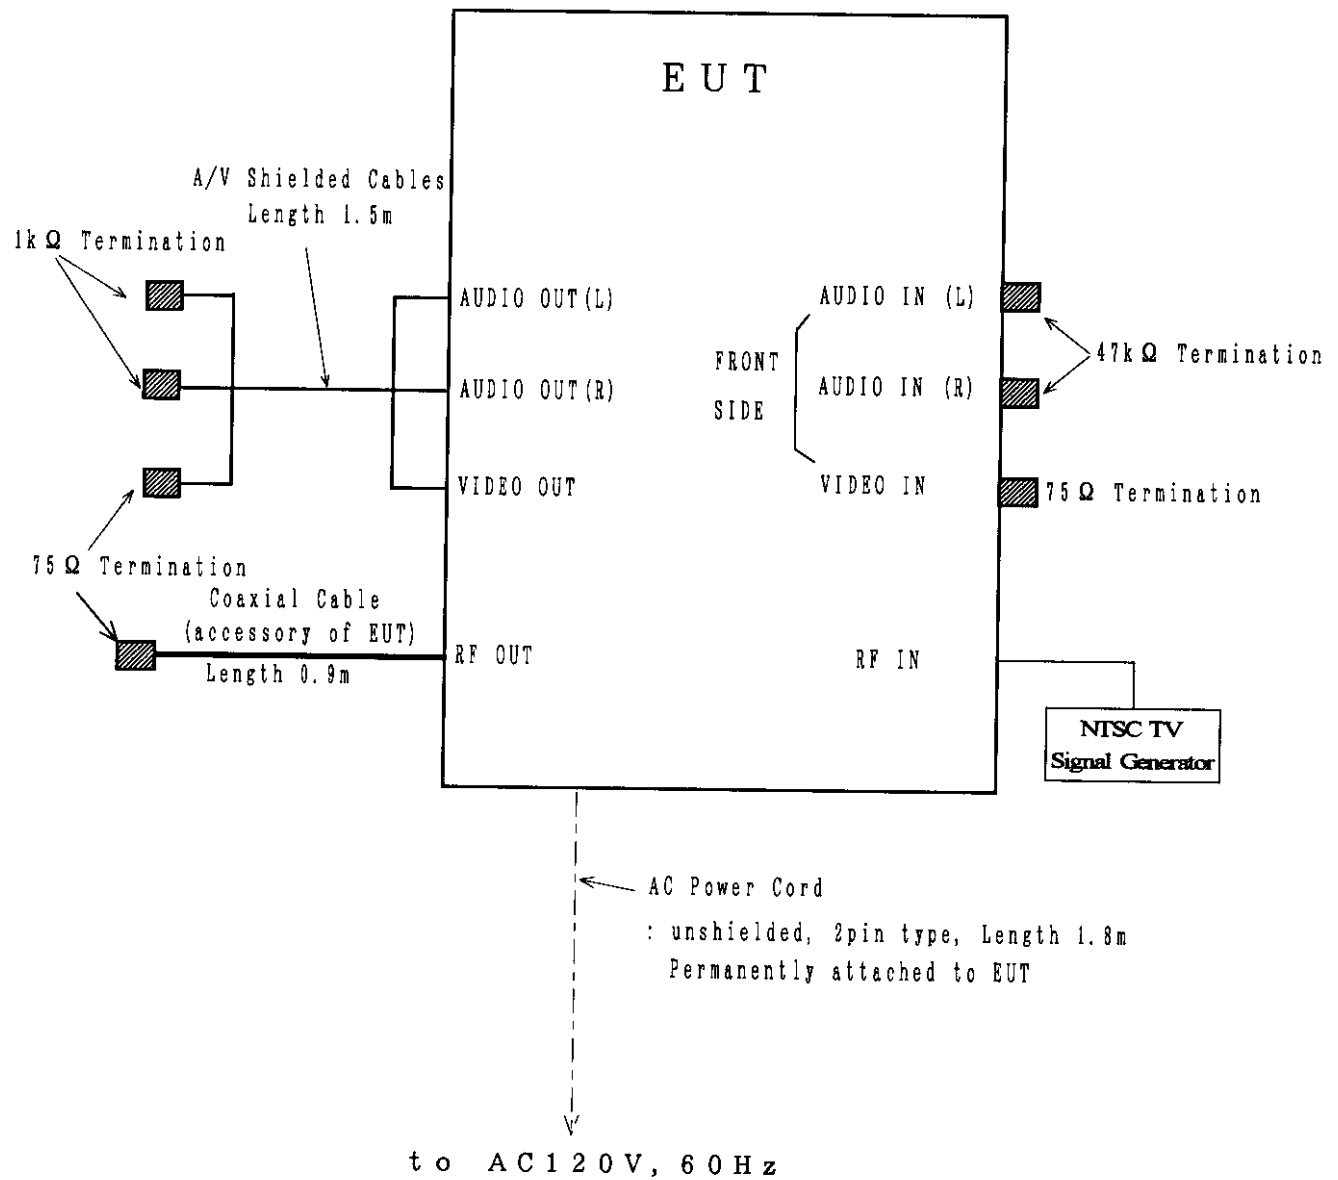 EUT
A/V Shielded Cables
Length 1.5m
1kΩ Termination
AUDIO OUT(L)
AUDIO IN (L)
FRONT
SIDE
47kΩ Termination
AUDIO OUT(R)
AUDIO IN (R)
VIDEO OUT
VIDEO IN
75Ω Termination
75Ω Termination
Coaxial Cable
(accessory of EUT)
Length 0.9m
RF OUT
RF IN
NTSC TV
Signal Generator
AC Power Cord
: unshielded, 2pin type, Length 1.8m
Permanently attached to EUT
to AC120V, 60Hz